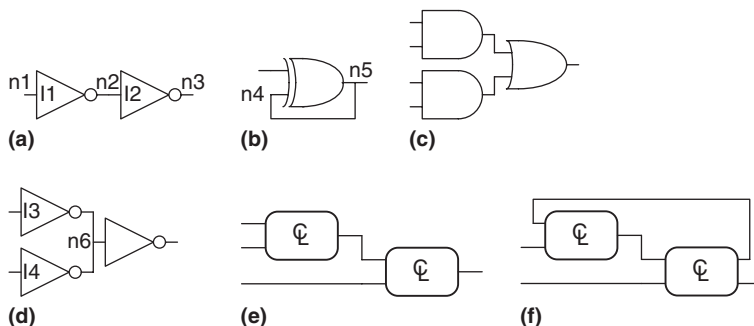 n1 I1 n2 I2 n3
(a)
n4 n5
(b)
(c)
I3
n6
I4
(d)
CL
CL
(e)
CL
CL
(f)